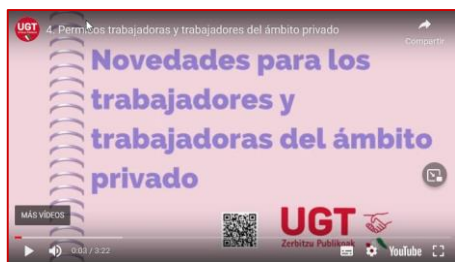 UGT
4. Permisos trabajadoras y trabajadores del ámbito privado
Compartir
Novedades para los
trabajadores y
trabajadoras del ámbito
privado
MÁS VÍDEOS
UGT
Zerbitzu Publikoak
0:03 / 3:22
YouTube